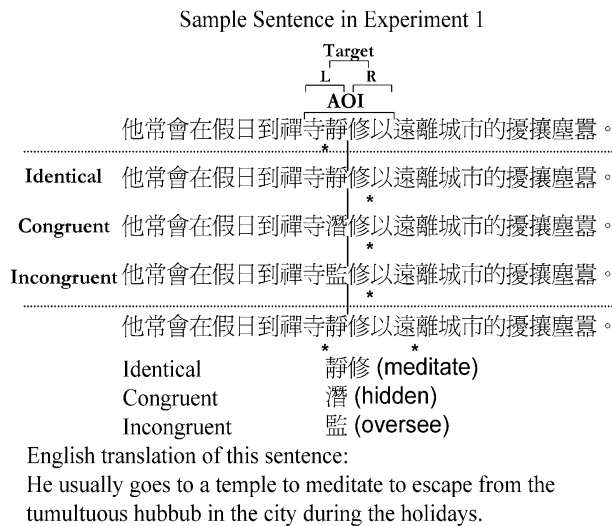 Sample Sentence in Experiment 1
Target
L R
AOI
他常會在假日到禪寺靜修以遠離城市的擾攘塵囂。
*
Identical 他常會在假日到禪寺靜修以遠離城市的擾攘塵囂。
*
Congruent 他常會在假日到禪寺潛修以遠離城市的擾攘塵囂。
*
Incongruent 他常會在假日到禪寺監修以遠離城市的擾攘塵囂。
*
他常會在假日到禪寺靜修以遠離城市的擾攘塵囂。
* *
Identical 靜修 (meditate)
Congruent 潛 (hidden)
Incongruent 監 (oversee)
English translation of this sentence:
He usually goes to a temple to meditate to escape from the
tumultuous hubbub in the city during the holidays.